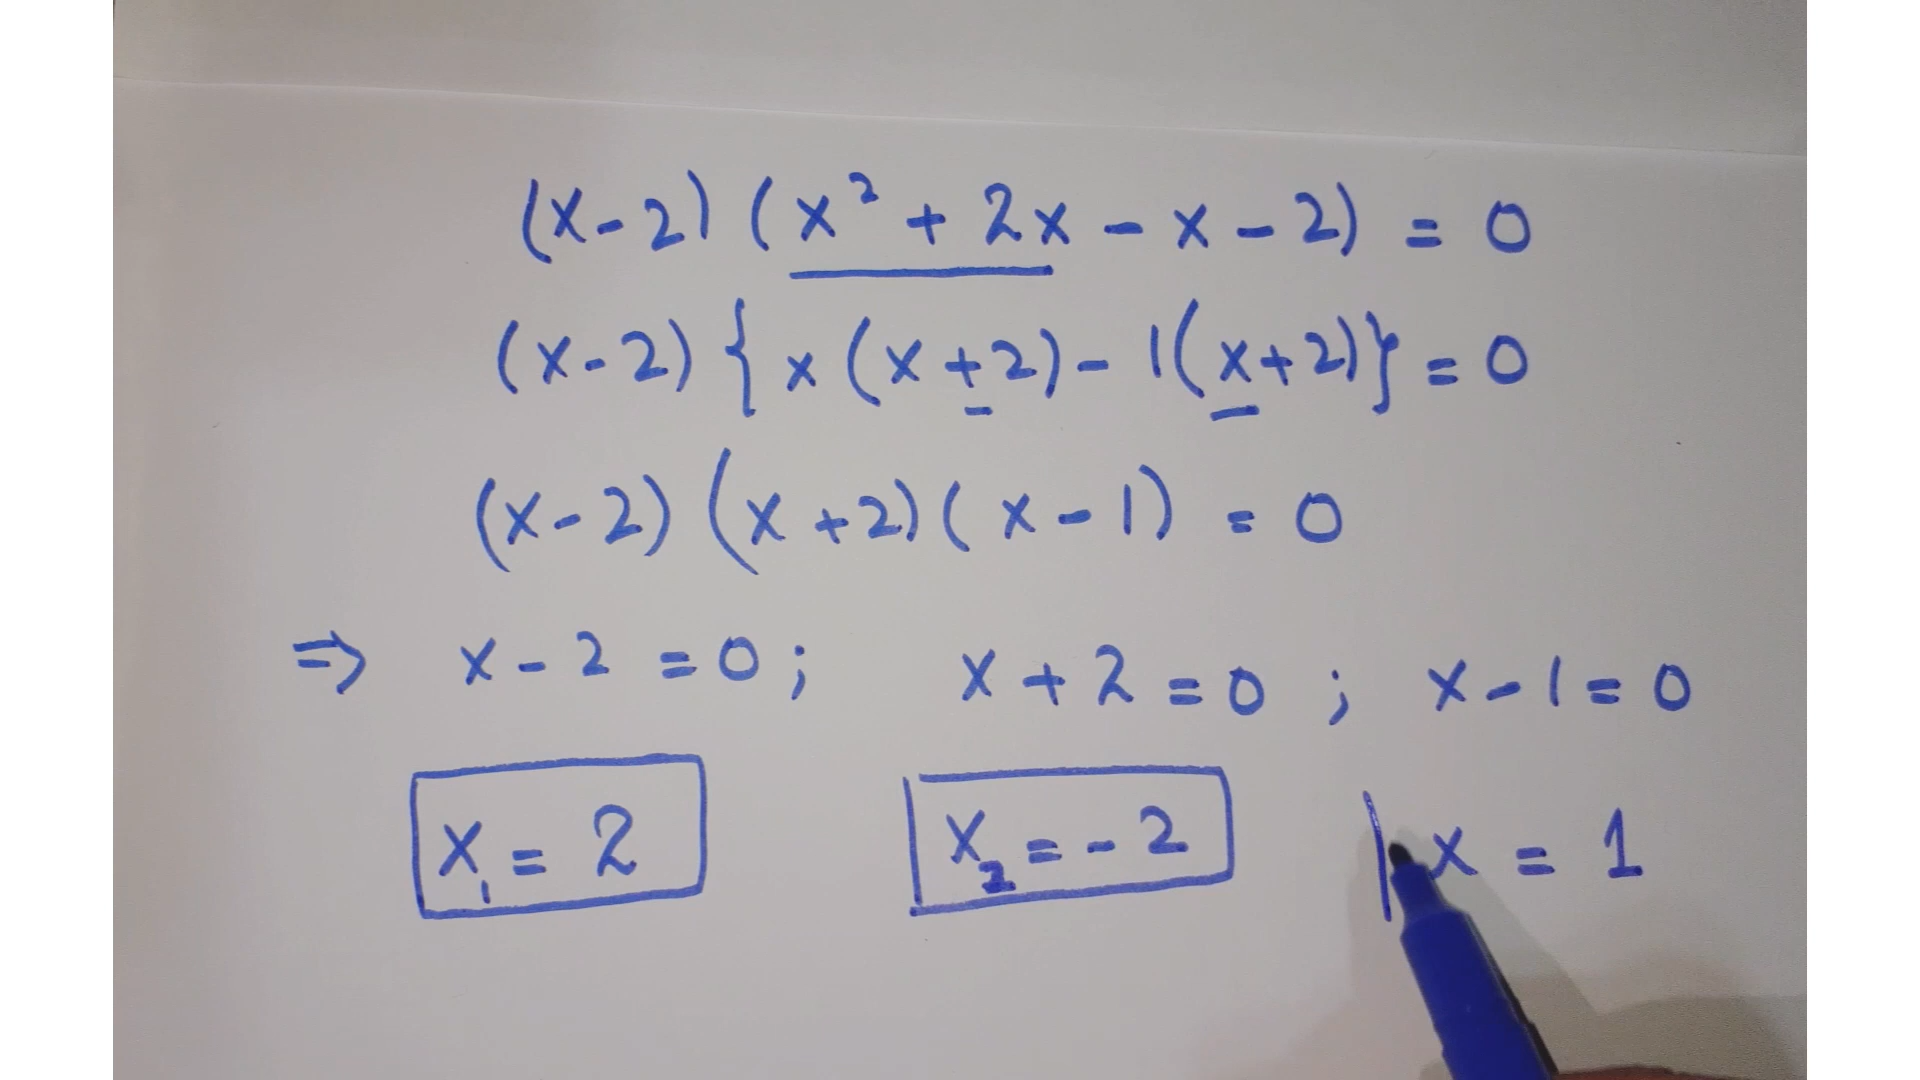 (x-2) (x² + 2x - x - 2) = 0
(x-2) { x (x+2) - 1(x+2)} = 0
(x-2) (x+2) ( x - 1) = 0
⇒ x - 2 = 0 ; x + 2 = 0 ; x - 1 = 0
x₁ = 2 x₂ = - 2 x = 1